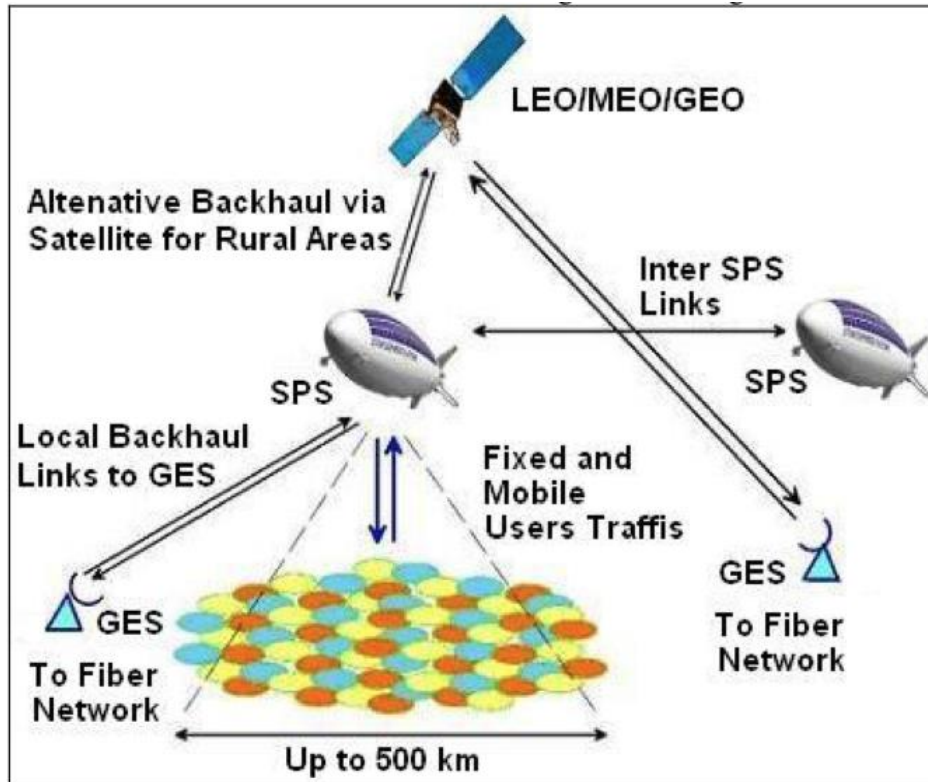 LEO/MEO/GEO
Altenative Backhaul via
Satellite for Rural Areas
Inter SPS
Links
SPS
SPS
Local Backhaul
Links to GES
Fixed and
Mobile
Users Traffis
GES
To Fiber
Network
GES
To Fiber
Network
Up to 500 km